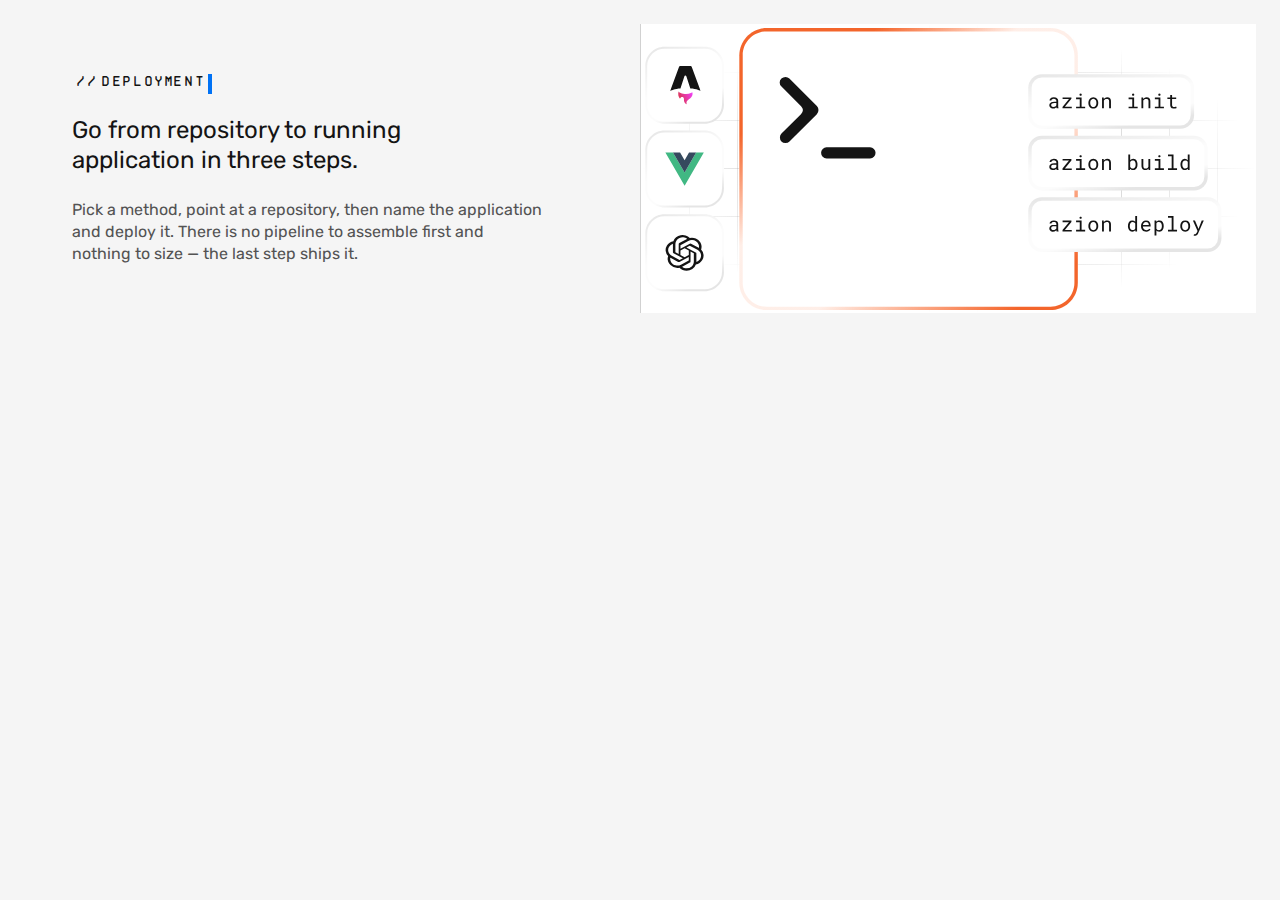 // DEPLOYMENT
Go from repository to running
application in three steps.
Pick a method, point at a repository, then name the application
and deploy it. There is no pipeline to assemble first and
nothing to size — the last step ships it.
azion init
azion build
azion deploy